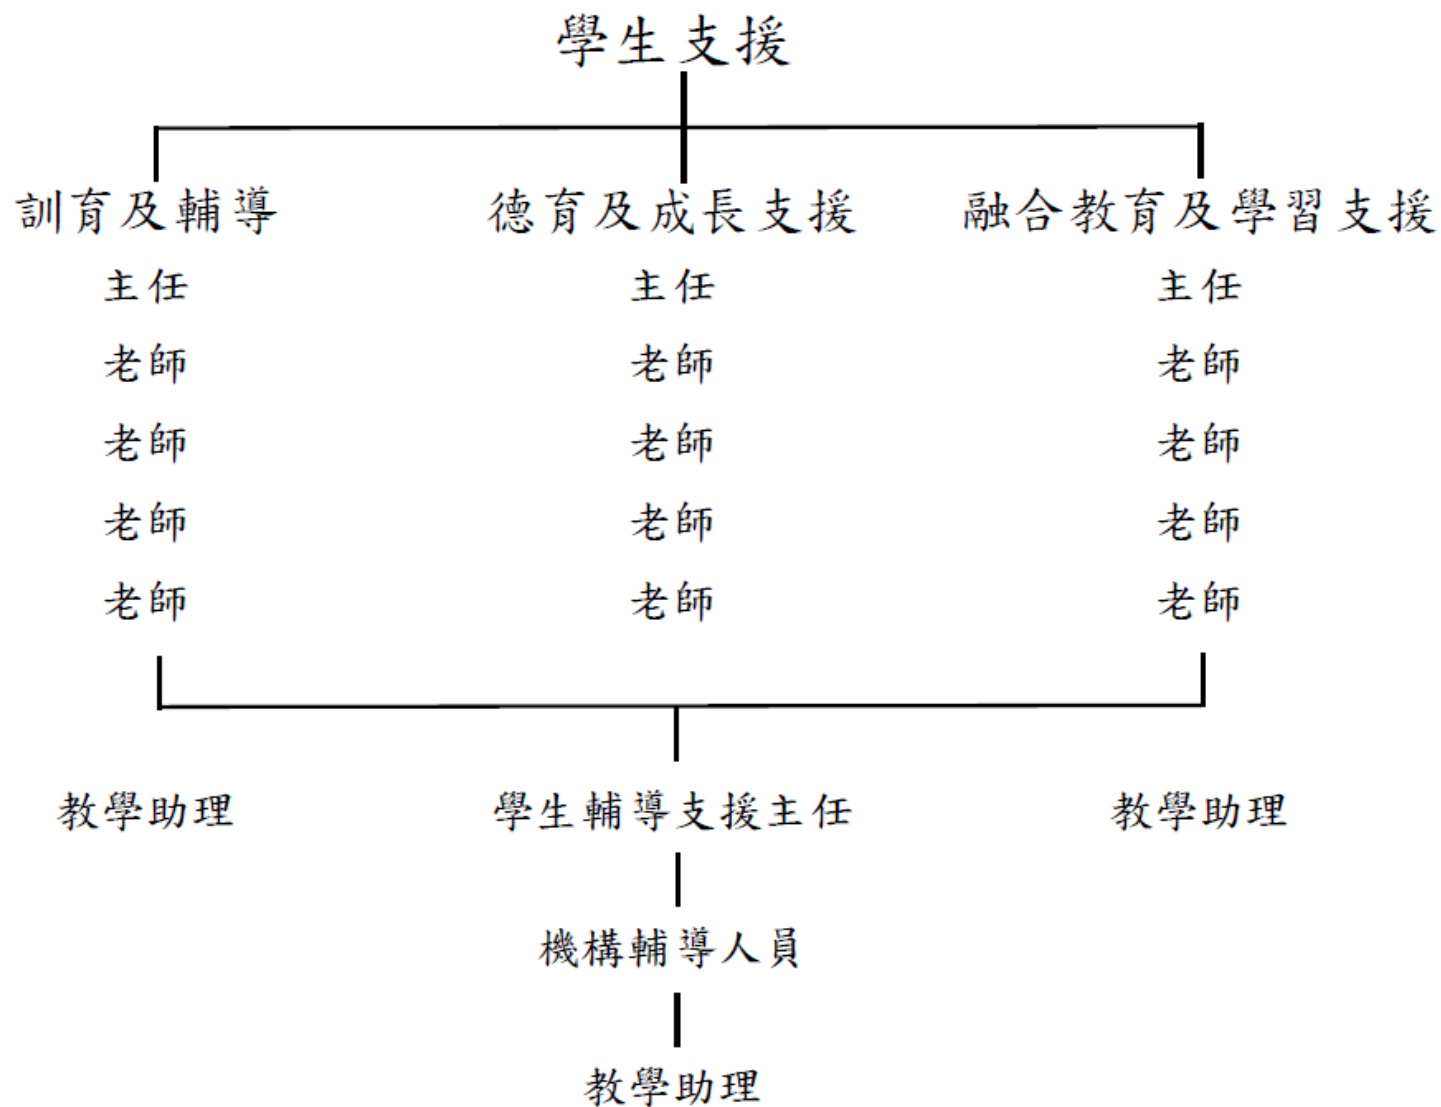 學生支援
訓育及輔導 德育及成長支援 融合教育及學習支援
主任 主任 主任
老師 老師 老師
老師 老師 老師
老師 老師 老師
老師 老師 老師
教學助理 學生輔導支援主任 教學助理
機構輔導人員
教學助理